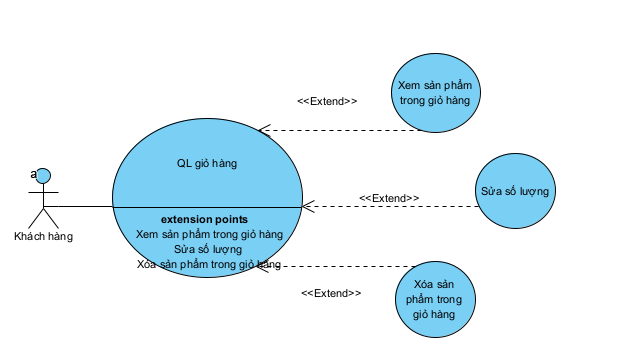 Xem sản phẩm
trong giỏ hàng
<<Extend>>
QL giỏ hàng
a
Sửa số lượng
<<Extend>>
extension points
Xem sản phẩm trong giỏ hàng
Sửa số lượng
Xóa sản phẩm trong giỏ hàng
Khách hàng
<<Extend>>
Xóa sản
phẩm trong
giỏ hàng